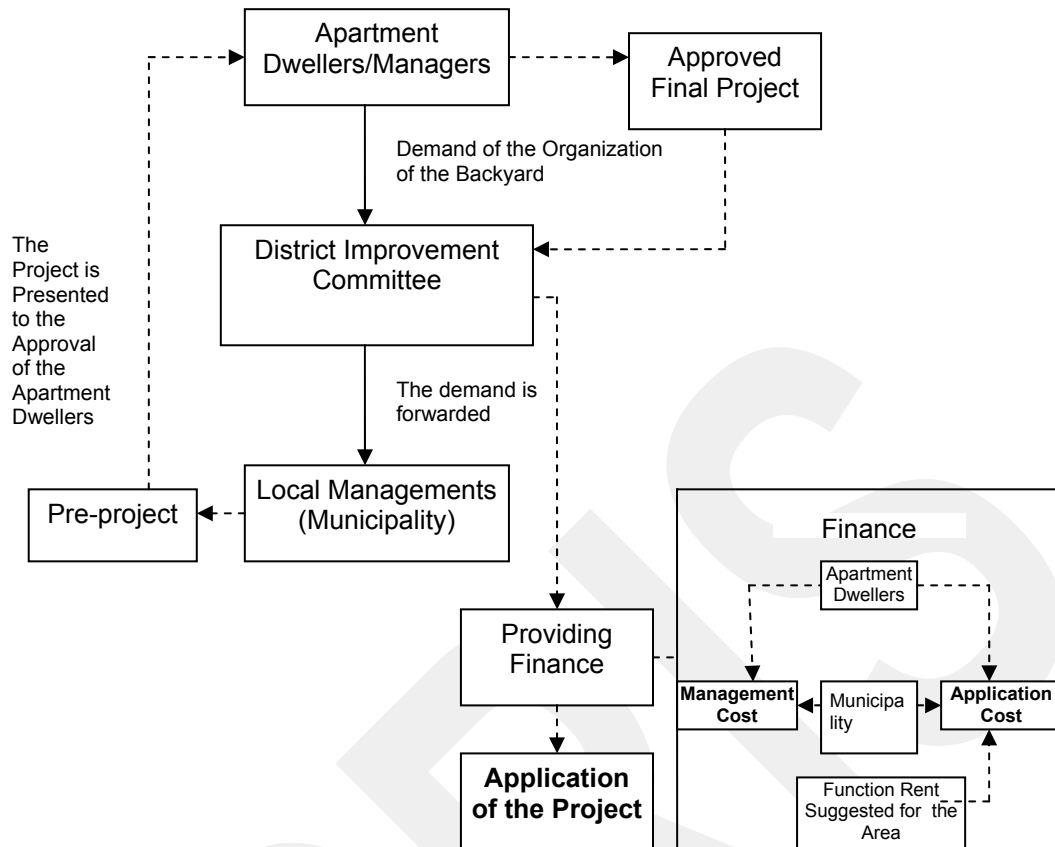 Apartment
Dwellers/Managers
Approved
Final Project
Demand of the Organization
of the Backyard
The
Project is
Presented
to the
Approval
of the
Apartment
Dwellers
District Improvement
Committee
The demand is
forwarded
Pre-project
Local Managements
(Municipality)
Finance
Apartment
Dwellers
Providing
Finance
Management
Cost
Municipa
lity
Application
Cost
Application
of the Project
Function Rent
Suggested for the
Area